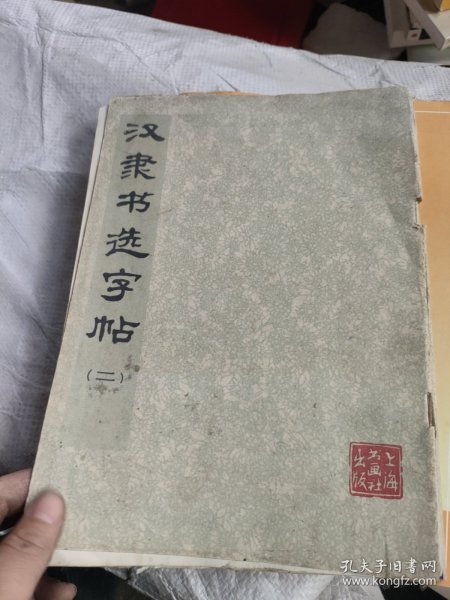 汉隶书选字帖
（二）
上海
书画社
出版
孔夫子旧书网
www.kongfz.com